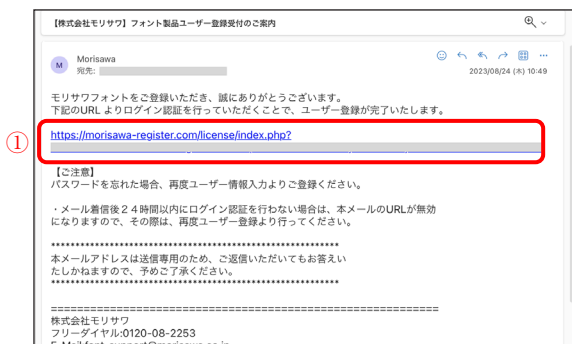 【株式会社モリサワ】フォント製品ユーザー登録受付のご案内
M
Morisawa
宛先:
2023/08/24 (木) 10:49
モリサワフォントをご登録いただき、誠にありがとうございます。
下記のURL よりログイン認証を行っていただくことで、ユーザー登録が完了いたします。
①
https://morisawa-register.com/license/index.php?
【ご注意】
パスワードを忘れた場合、再度ユーザー情報入力よりご登録ください。
・メール着信後２４時間以内にログイン認証を行わない場合は、本メールのURLが無効
になりますので、その際は、再度ユーザー登録より行ってください。
************************************************************
本メールアドレスは送信専用のため、ご返信いただいてもお答えい
たしかねますので、予めご了承ください。
************************************************************
============================================================
株式会社モリサワ
フリーダイヤル:0120-08-2253
E-Mail:font-support@morisawa.co.jp